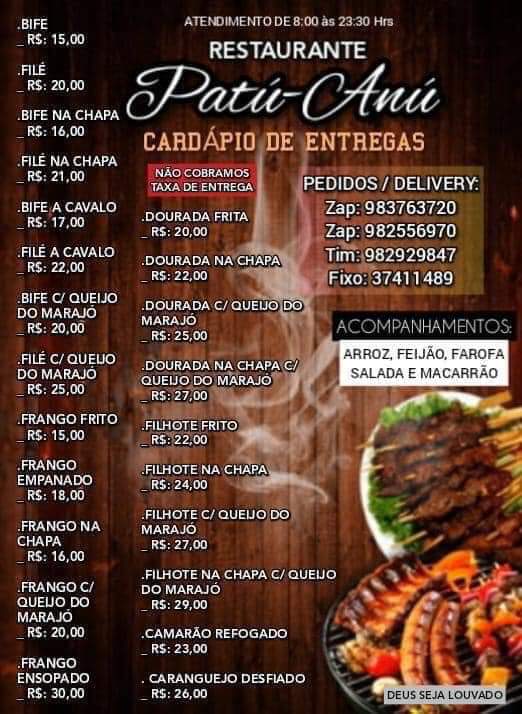 ATENDIMENTO DE 8:00 às 23:30 Hrs
RESTAURANTE
Patú-Anú
CARDÁPIO DE ENTREGAS
.BIFE
_ R$: 15,00
.FILÉ
_ R$: 20,00
.BIFE NA CHAPA
_ R$: 16,00
.FILÉ NA CHAPA
_ R$: 21,00
.BIFE A CAVALO
_ R$: 17,00
.FILÉ A CAVALO
_ R$: 22,00
.BIFE C/ QUEIJO
DO MARAJÓ
_ R$: 20,00
.FILÉ C/ QUEIJO
DO MARAJÓ
_ R$: 25,00
.FRANGO FRITO
_ R$: 15,00
.FRANGO
EMPANADO
_ R$: 18,00
.FRANGO NA
CHAPA
_ R$: 16,00
.FRANGO C/
QUEIJO DO
MARAJÓ
_ R$: 20,00
.FRANGO
ENSOPADO
_ R$: 30,00
NÃO COBRAMOS
TAXA DE ENTREGA
.DOURADA FRITA
_ R$: 20,00
.DOURADA NA CHAPA
_ R$: 22,00
.DOURADA C/ QUEIJO DO
MARAJÓ
_ R$: 25,00
.DOURADA NA CHAPA C/
QUEIJO DO MARAJÓ
_ R$: 27,00
.FILHOTE FRITO
_ R$: 22,00
.FILHOTE NA CHAPA
_ R$: 24,00
.FILHOTE C/ QUEIJO DO
MARAJÓ
_ R$: 27,00
.FILHOTE NA CHAPA C/ QUEIJO
DO MARAJÓ
_ R$: 29,00
.CAMARÃO REFOGADO
_ R$: 23,00
. CARANGUEJO DESFIADO
_ R$: 26,00
PEDIDOS / DELIVERY:
Zap: 983763720
Zap: 982556970
Tim: 982929847
Fixo: 37411489
ACOMPANHAMENTOS:
ARROZ, FEIJÃO, FAROFA
SALADA E MACARRÃO
DEUS SEJA LOUVADO